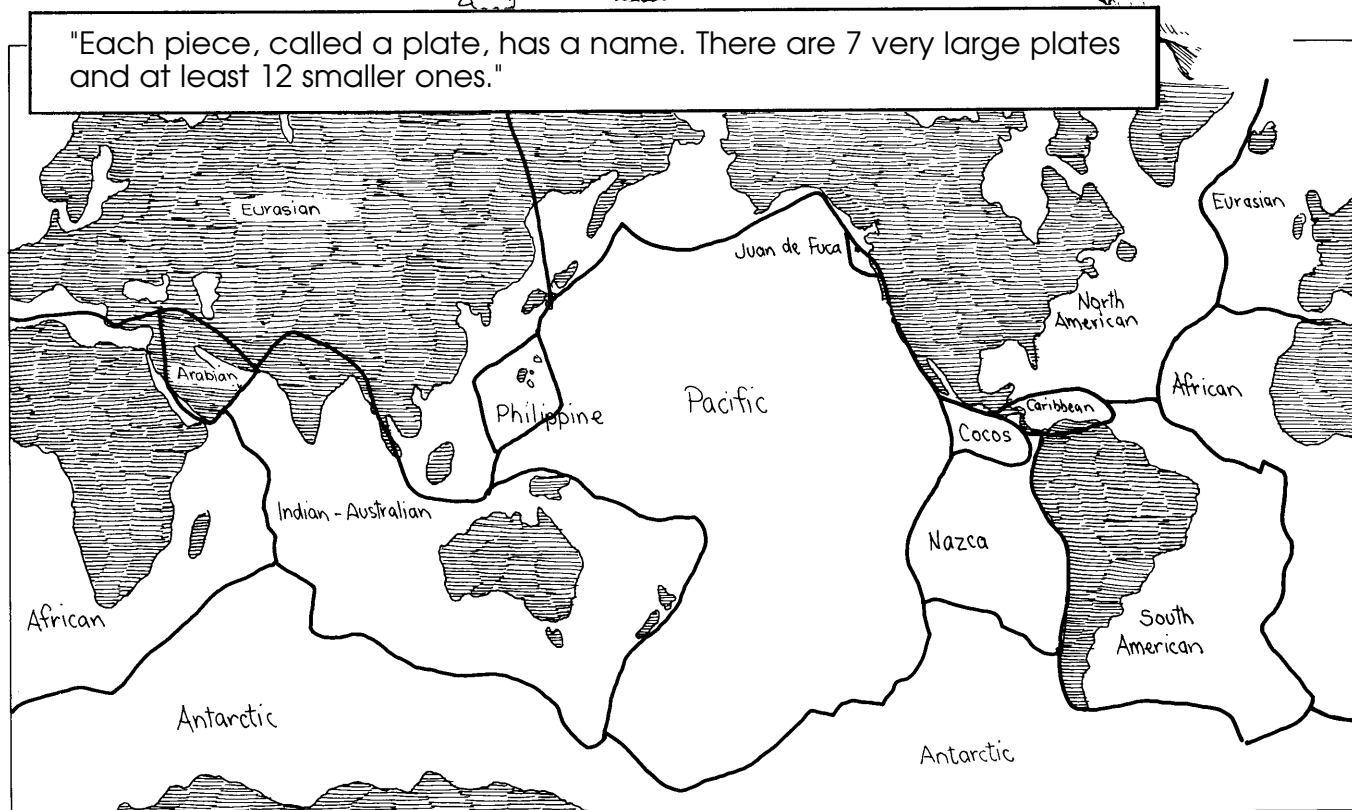 "Each piece, called a plate, has a name. There are 7 very large plates
and at least 12 smaller ones."
Eurasian
Eurasian
Juan de Fuca
North
American
Arabian
African
Philippine
Pacific
Caribbean
Cocos
Indian-Australian
Nazca
African
South
American
Antarctic
Antarctic